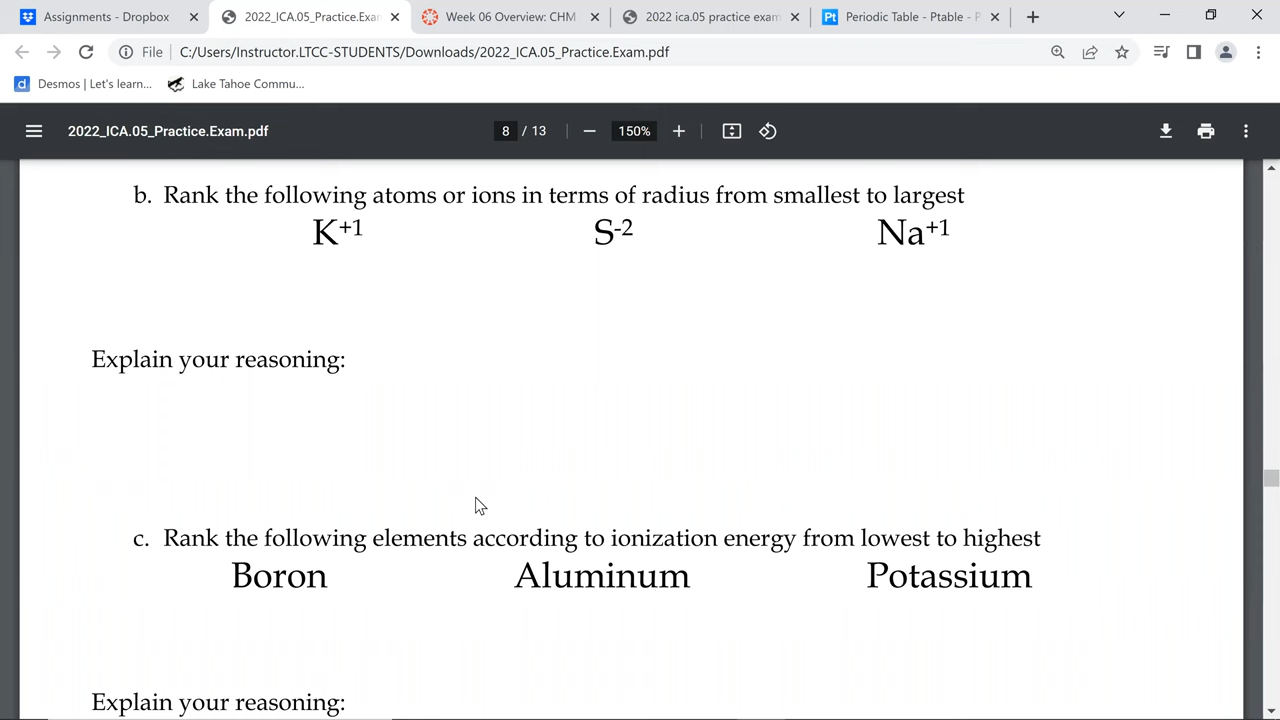 Assignments - Dropbox
2022_ICA.05_Practice.Exa
Week 06 Overview: CHM
2022 ica.05 practice exam
Pt Periodic Table - Ptable - P
File C:/Users/Instructor.LTCC-STUDENTS/Downloads/2022_ICA.05_Practice.Exam.pdf
d Desmos | Let's learn...
Lake Tahoe Commu...
2022_ICA.05_Practice.Exam.pdf
8 / 13
150%
b. Rank the following atoms or ions in terms of radius from smallest to largest
K+1 S-2 Na+1
Explain your reasoning:
c. Rank the following elements according to ionization energy from lowest to highest
Boron Aluminum Potassium
Explain your reasoning: